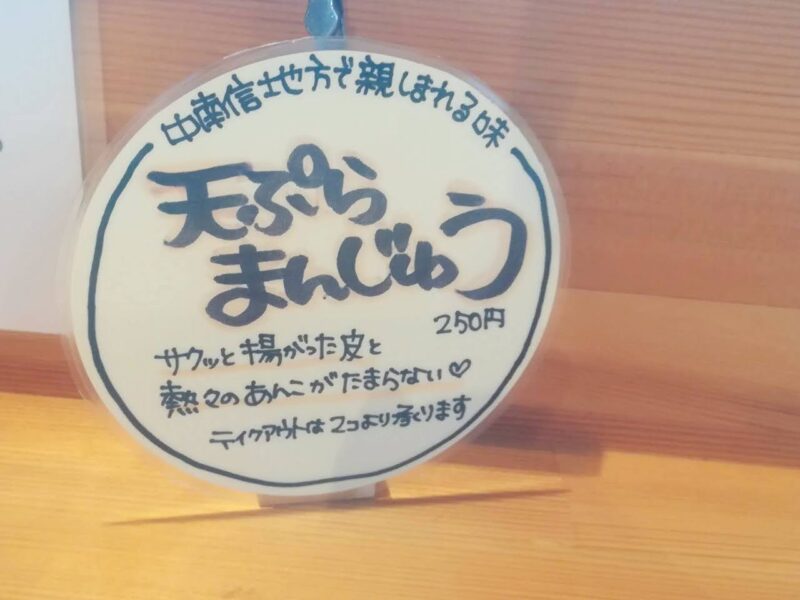 中南信地方で親しまれる味
天ぷら
まんじゅう
250円
サクッと揚がった皮と
熱々のあんこがたまらない♡
テイクアウトは2コより承ります